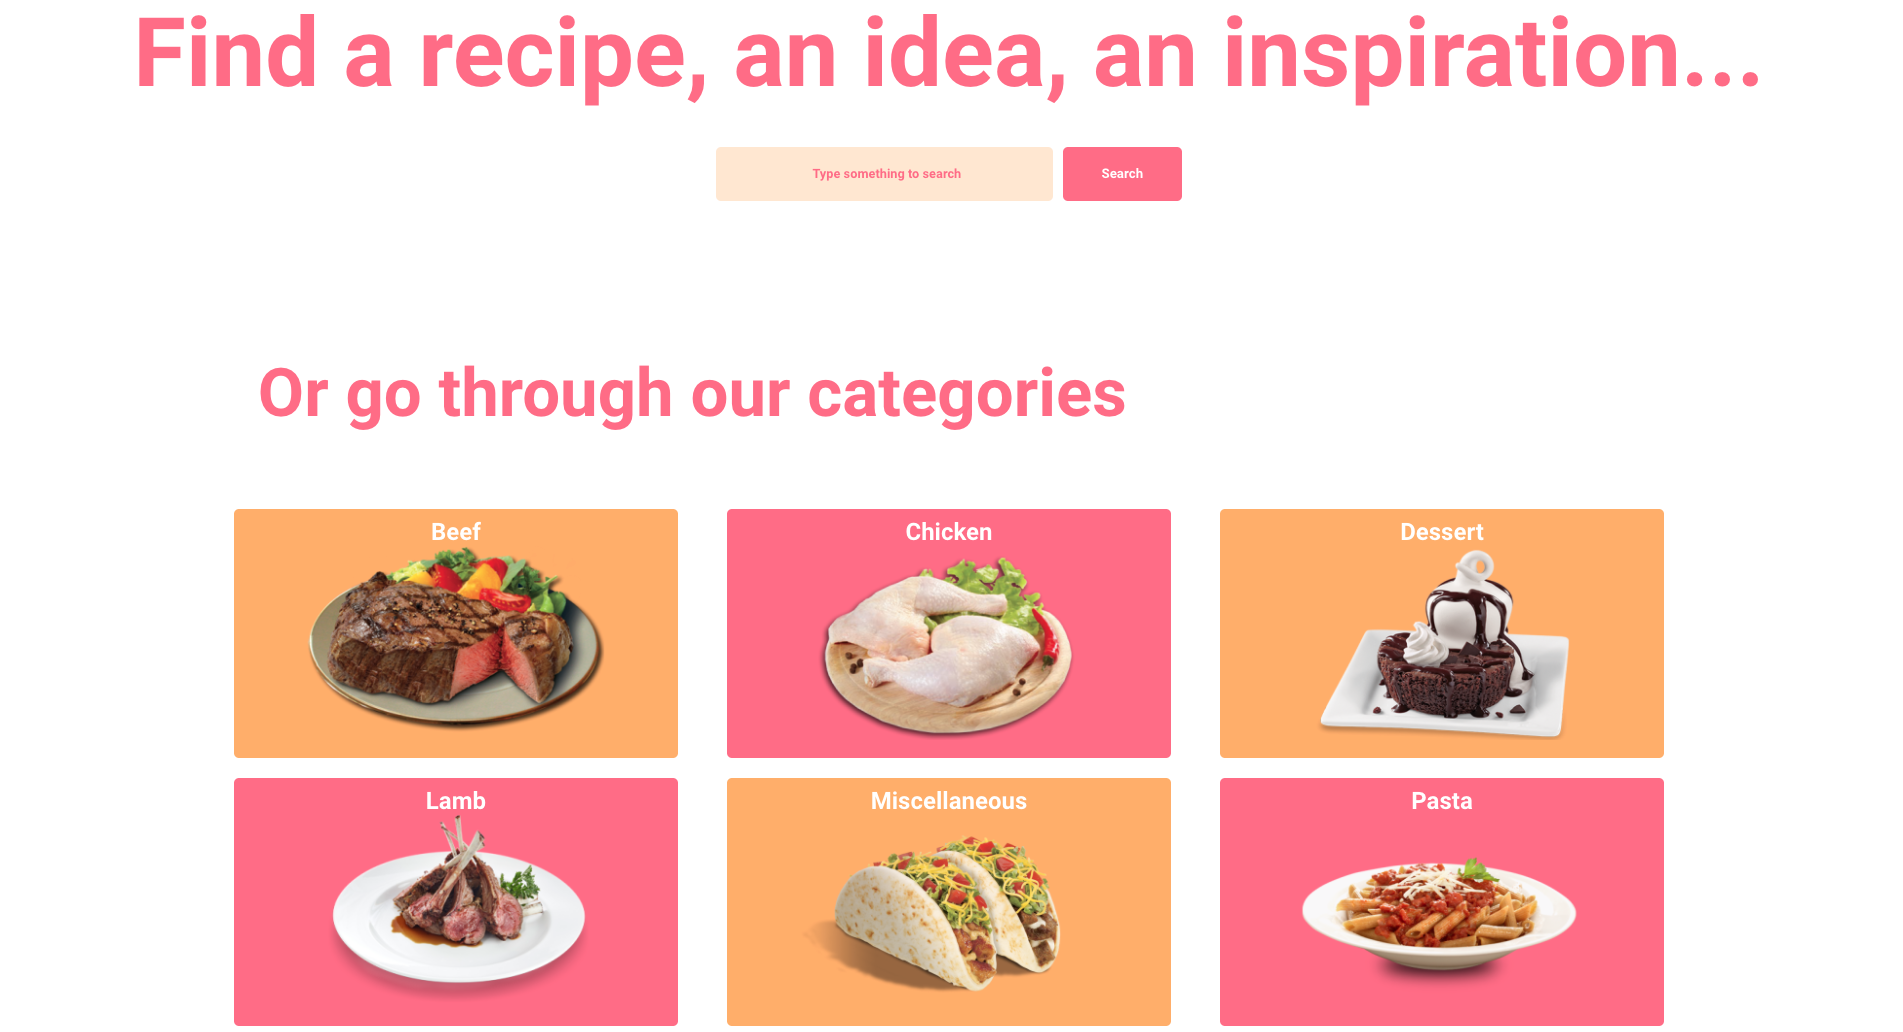 Find a recipe, an idea, an inspiration...
Type something to search
Search
Or go through our categories
Beef
Chicken
Dessert
Lamb
Miscellaneous
Pasta